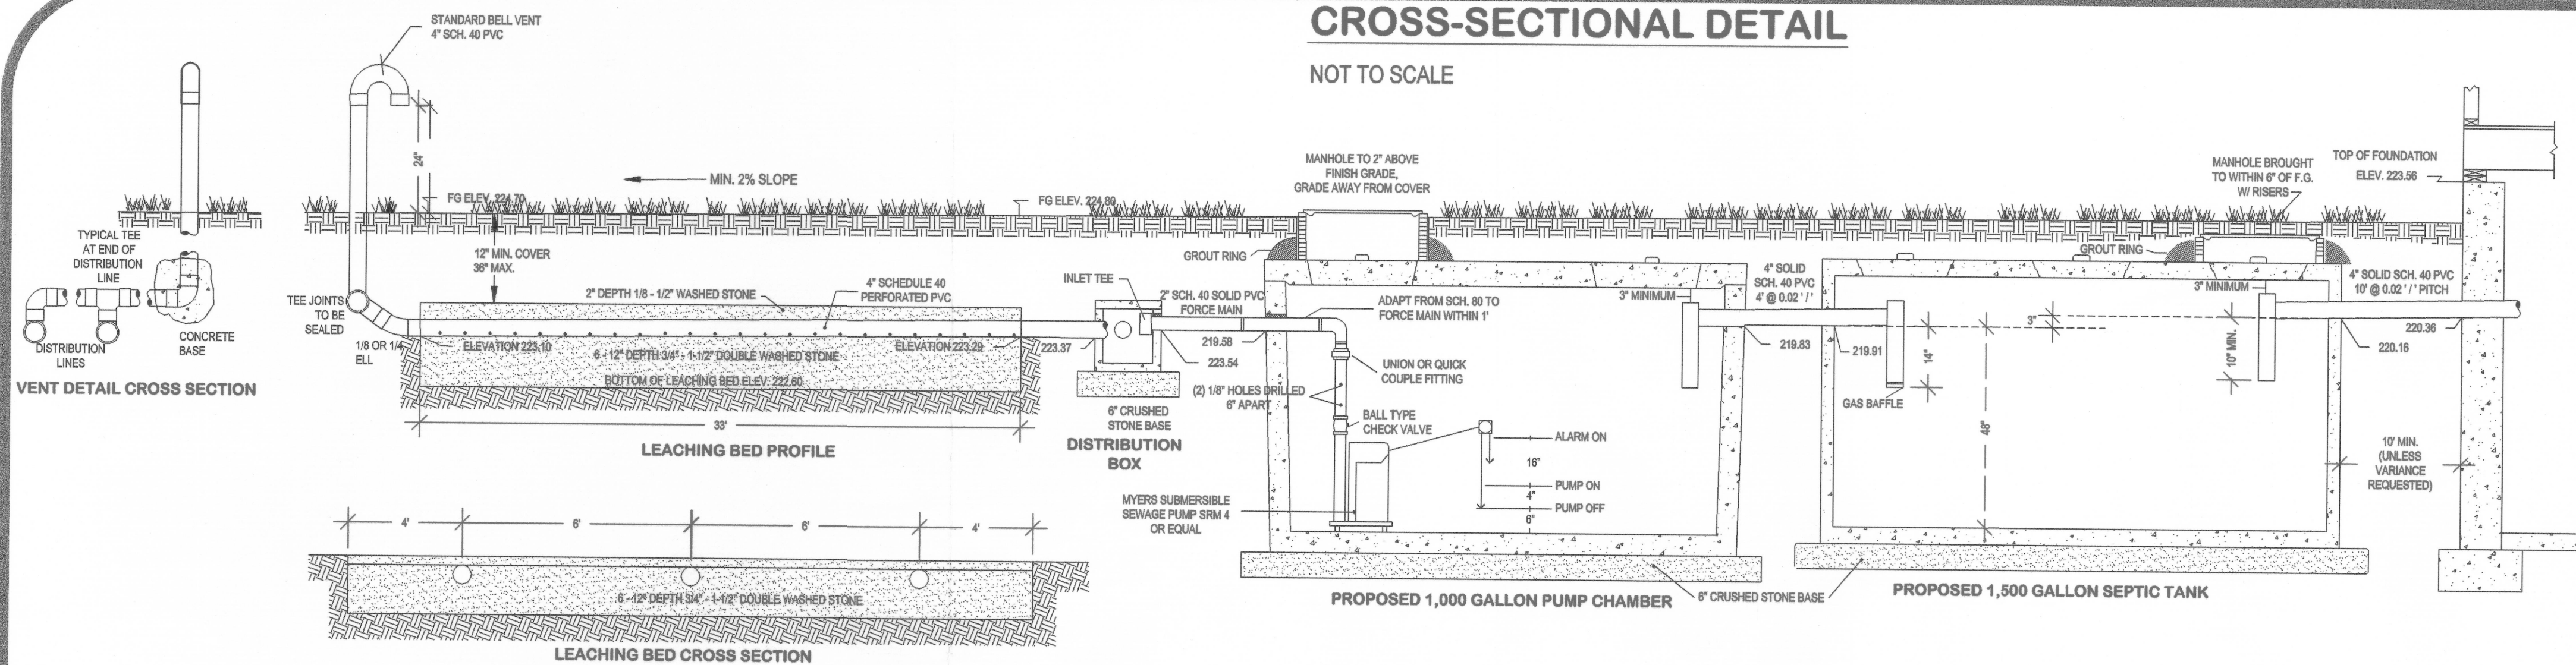 CROSS-SECTIONAL DETAIL
NOT TO SCALE
STANDARD BELL VENT
4" SCH. 40 PVC
24"
MIN. 2% SLOPE
FG ELEV. 224.70
FG ELEV. 224.80
12" MIN. COVER
36" MAX.
TYPICAL TEE
AT END OF
DISTRIBUTION
LINE
DISTRIBUTION
LINES
CONCRETE
BASE
VENT DETAIL CROSS SECTION
TEE JOINTS
TO BE
SEALED
1/8 OR 1/4
ELL
2" DEPTH 1/8 - 1/2" WASHED STONE
4" SCHEDULE 40
PERFORATED PVC
ELEVATION 223.10
ELEVATION 223.29
6 - 12" DEPTH 3/4" - 1-1/2" DOUBLE WASHED STONE
BOTTOM OF LEACHING BED ELEV. 222.60
33'
LEACHING BED PROFILE
INLET TEE
223.37
223.54
6" CRUSHED
STONE BASE
DISTRIBUTION
BOX
2" SCH. 40 SOLID PVC
FORCE MAIN
219.58
MANHOLE TO 2" ABOVE
FINISH GRADE,
GRADE AWAY FROM COVER
GROUT RING
ADAPT FROM SCH. 80 TO
FORCE MAIN WITHIN 1'
UNION OR QUICK
COUPLE FITTING
(2) 1/8" HOLES DRILLED
6" APART
BALL TYPE
CHECK VALVE
MYERS SUBMERSIBLE
SEWAGE PUMP SRM 4
OR EQUAL
ALARM ON
16"
PUMP ON
4"
PUMP OFF
6"
3" MINIMUM
4" SOLID
SCH. 40 PVC
4' @ 0.02 ' / '
219.83
219.91
14"
GAS BAFFLE
48"
3"
10" MIN.
3" MINIMUM
GROUT RING
MANHOLE BROUGHT
TO WITHIN 6" OF F.G.
W/ RISERS
TOP OF FOUNDATION
ELEV. 223.56
4" SOLID SCH. 40 PVC
10' @ 0.02 ' / ' PITCH
220.36
220.16
10' MIN.
(UNLESS
VARIANCE
REQUESTED)
PROPOSED 1,000 GALLON PUMP CHAMBER
6" CRUSHED STONE BASE
PROPOSED 1,500 GALLON SEPTIC TANK
4'
6'
6'
4'
6 - 12" DEPTH 3/4" - 1-1/2" DOUBLE WASHED STONE
LEACHING BED CROSS SECTION